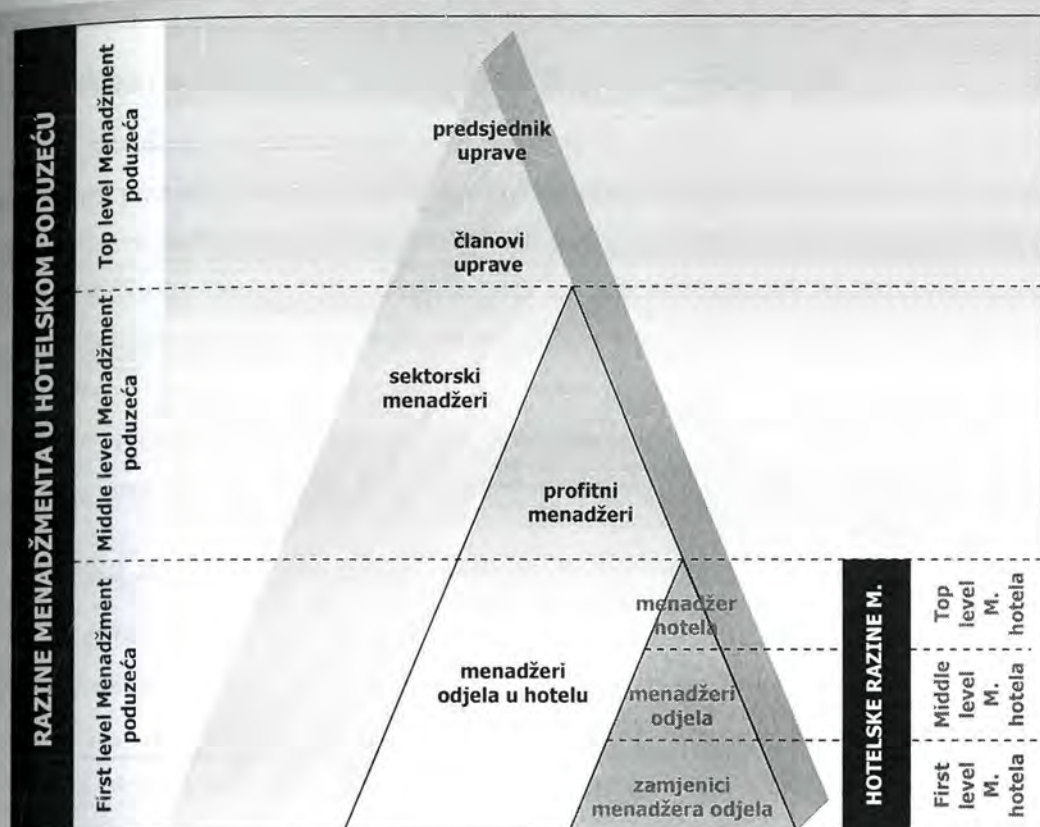 RAZINE MENADŽMENTA U HOTELSKOM PODUZEĆU
Top level Menadžment
poduzeća
Middle level Menadžment
poduzeća
First level Menadžment
poduzeća
predsjednik
uprave
članovi
uprave
sektorski
menadžeri
profitni
menadžeri
menadžeri
odjela u hotelu
menadžer
hotela
menadžeri
odjela
zamjenici
menadžera odjela
HOTELSKE RAZINE M.
Top
level
M.
hotela
Middle
level
M.
hotela
First
level
M.
hotela